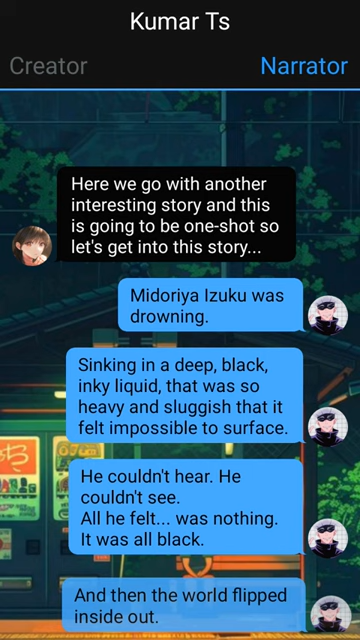 Kumar Ts
Creator
Narrator
Here we go with another
interesting story and this
is going to be one-shot so
let's get into this story...
Midoriya Izuku was
drowning.
Sinking in a deep, black,
inky liquid, that was so
heavy and sluggish that it
felt impossible to surface.
He couldn't hear. He
couldn't see.
All he felt... was nothing.
It was all black.
And then the world flipped
inside out.